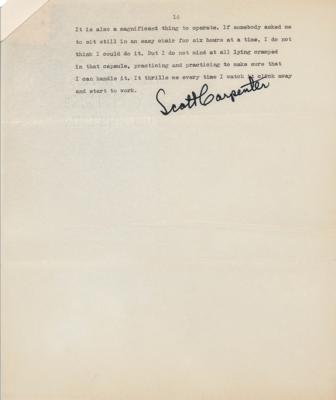 14
It is also a magnificent thing to operate. If somebody asked me
to sit still in an easy chair for six hours at a time, I do not
think I could do it. But I do not mind at all lying cramped
in that capsule, practicing and practicing to make sure that
I can handle it. It thrills me every time I watch it click away
and start to work.
Scott Carpenter